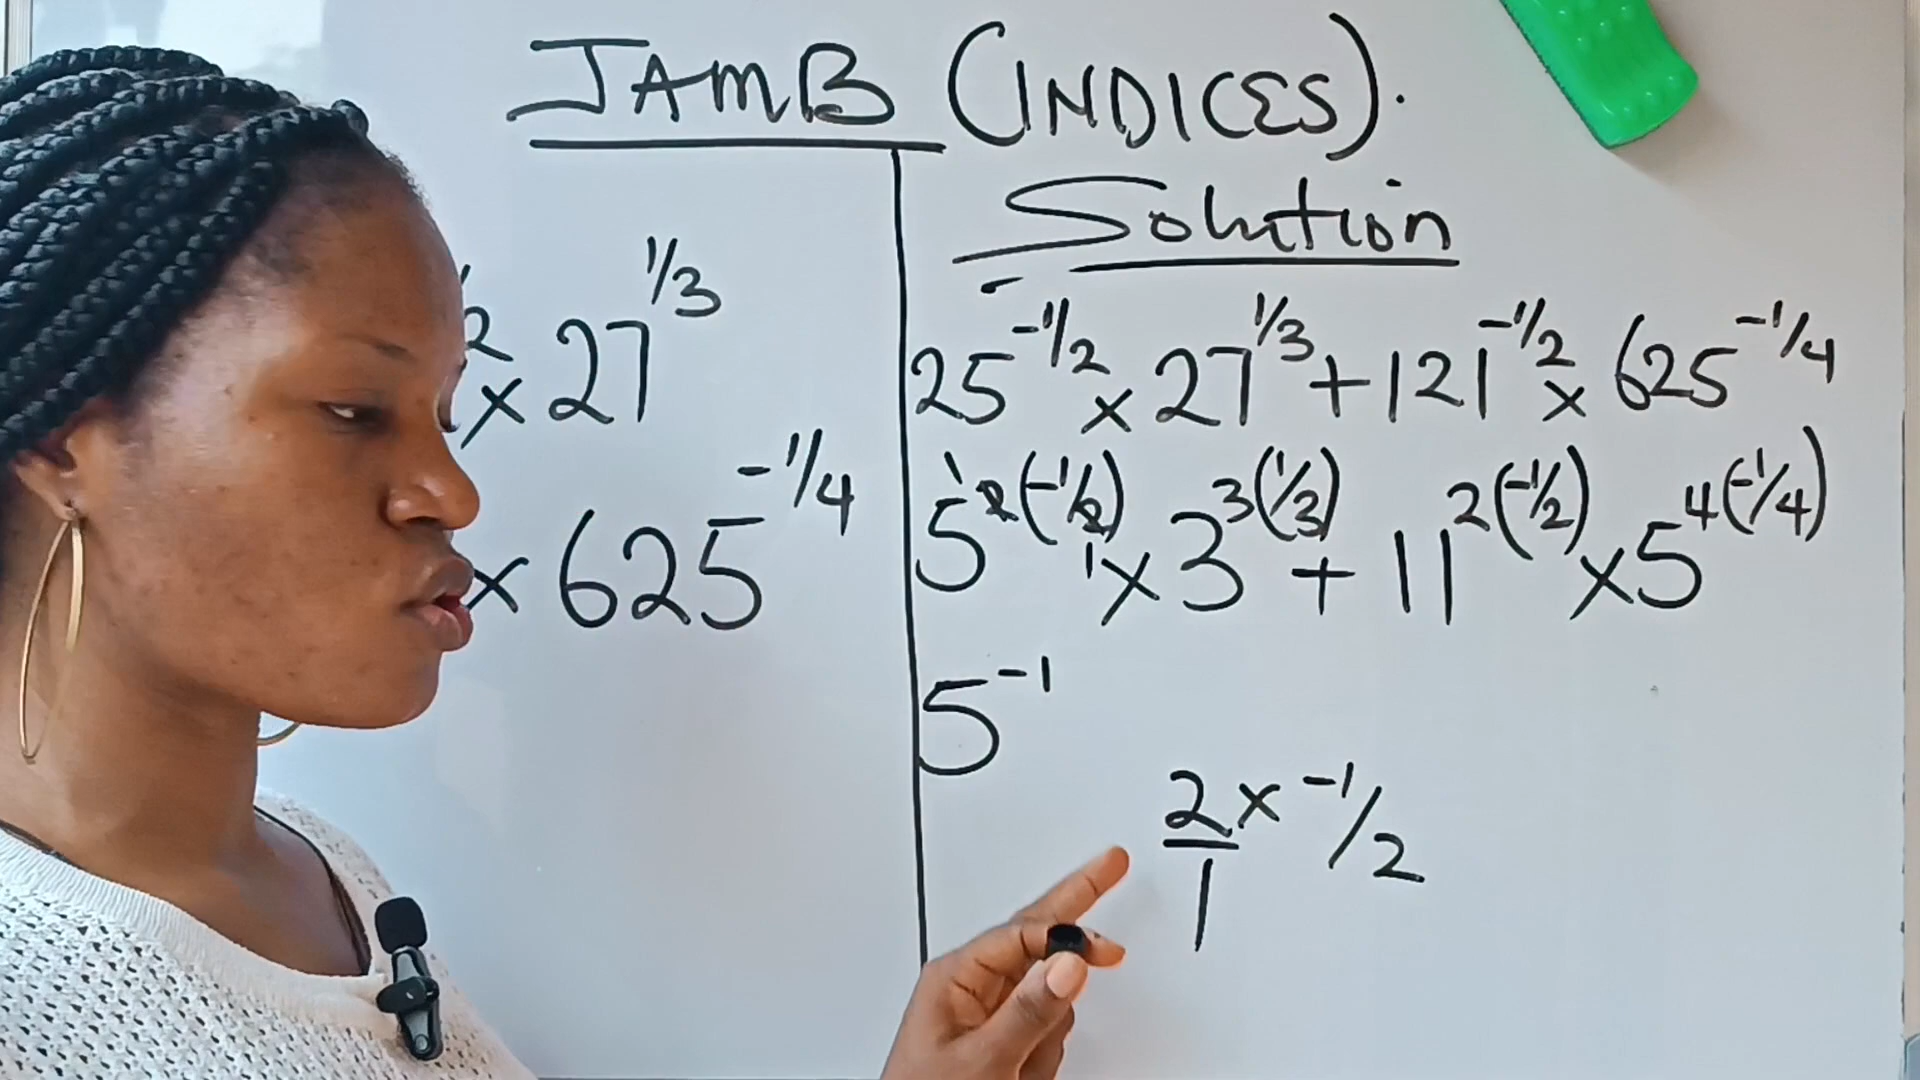 JAMB (INDICES).
1/2 × 27^1/3
× 625^-1/4
Solution
25^-1/2 × 27^1/3 + 121^-1/2 × 625^-1/4
5^2(-1/2) × 3^3(1/3) + 11^2(-1/2) × 5^4(-1/4)
5^-1
2/1 × -1/2